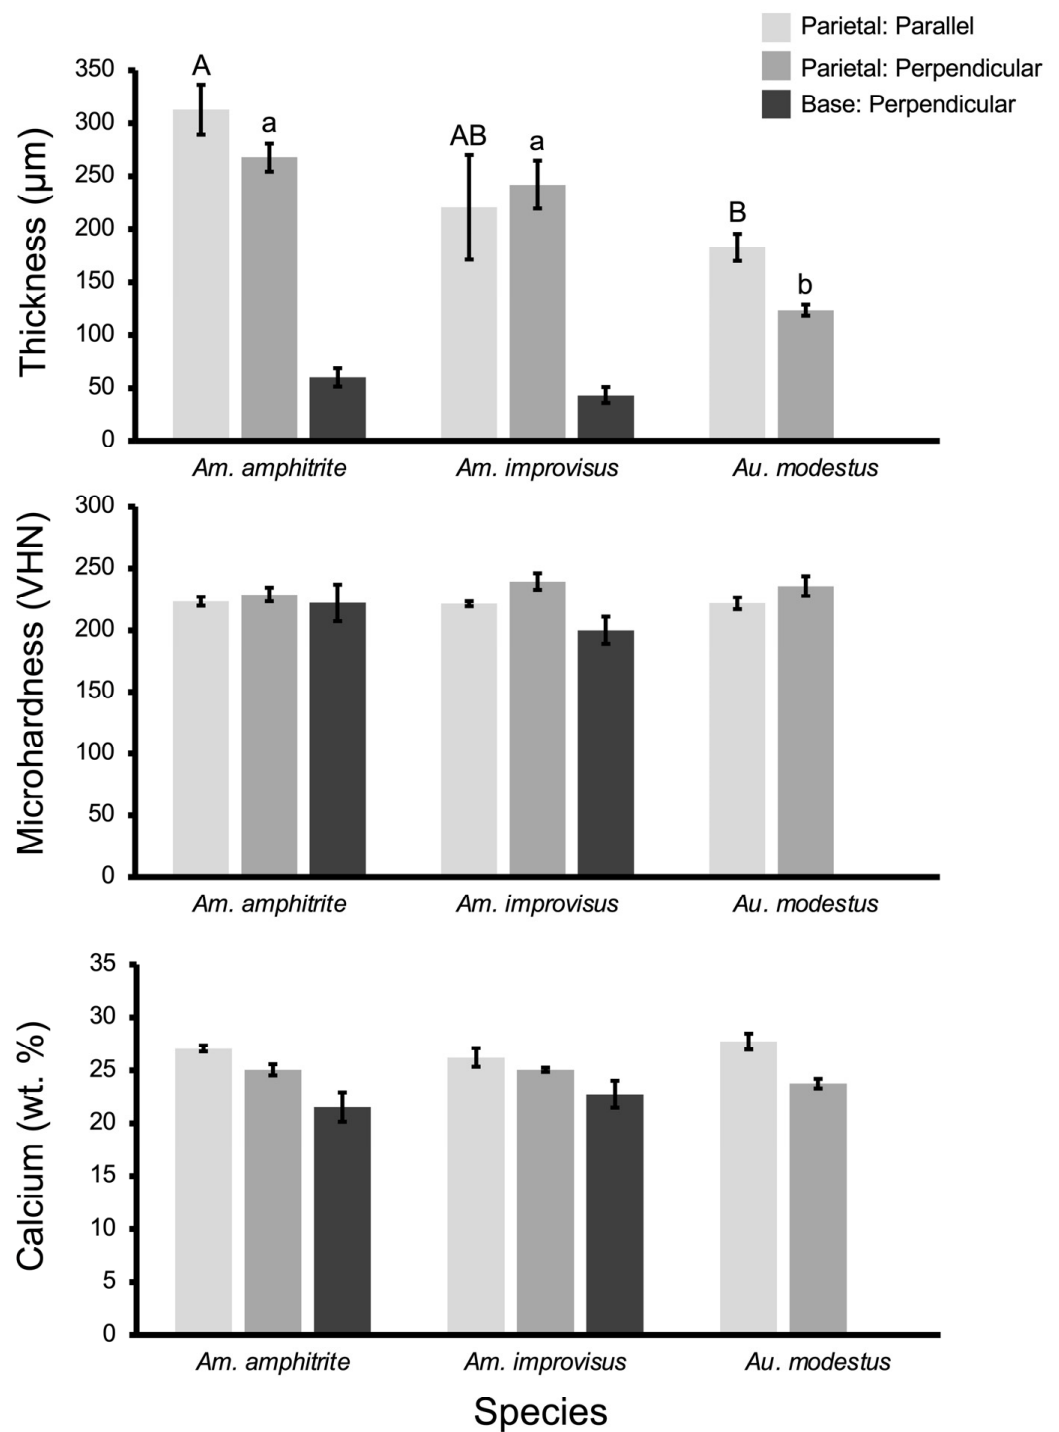 Parietal: Parallel
Parietal: Perpendicular
Base: Perpendicular
Thickness (µm)
350
300
250
200
150
100
50
0
A
a
AB
a
B
b
Am. amphitrite
Am. improvisus
Au. modestus
Microhardness (VHN)
300
250
200
150
100
50
0
Am. amphitrite
Am. improvisus
Au. modestus
Calcium (wt. %)
35
30
25
20
15
10
5
0
Am. amphitrite
Am. improvisus
Au. modestus
Species